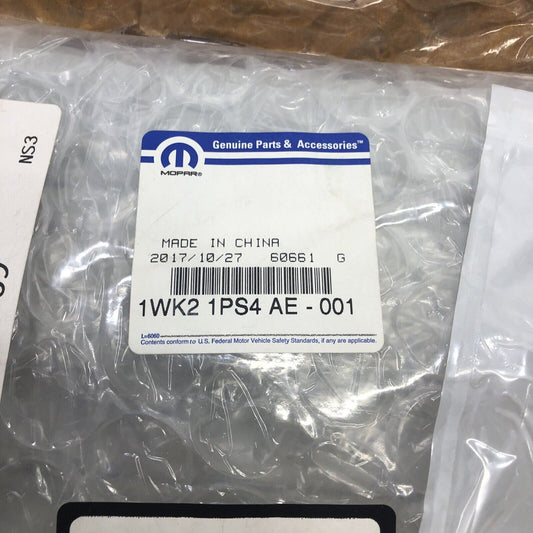 NS3
Genuine Parts & Accessories™
MOPAR®
MADE IN CHINA
2017/10/27 60661 G
1WK2 1PS4 AE - 001
L-6060
Contents conform to U.S. Federal Motor Vehicle Safety Standards, if any are applicable.